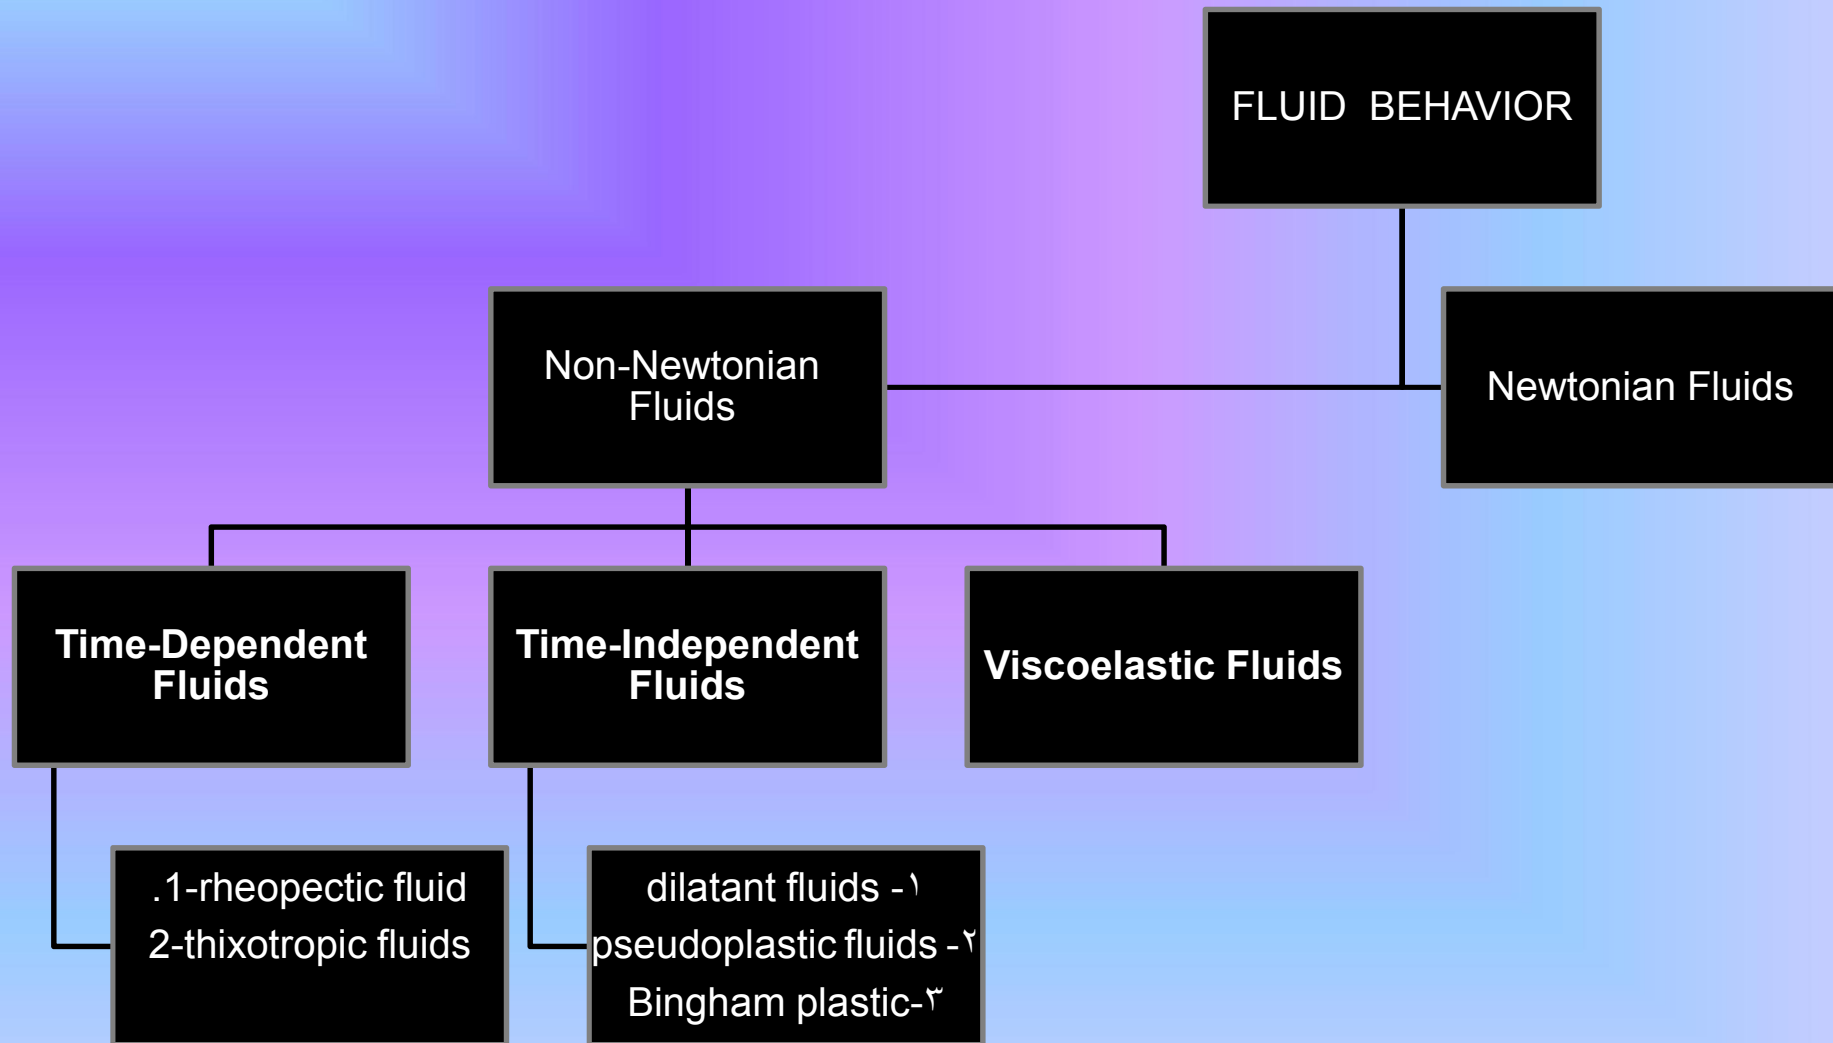 FLUID BEHAVIOR
Non-Newtonian
Fluids
Newtonian Fluids
Time-Dependent
Fluids
Time-Independent
Fluids
Viscoelastic Fluids
.1-rheopectic fluid
2-thixotropic fluids
dilatant fluids -١
pseudoplastic fluids -٢
Bingham plastic-٣